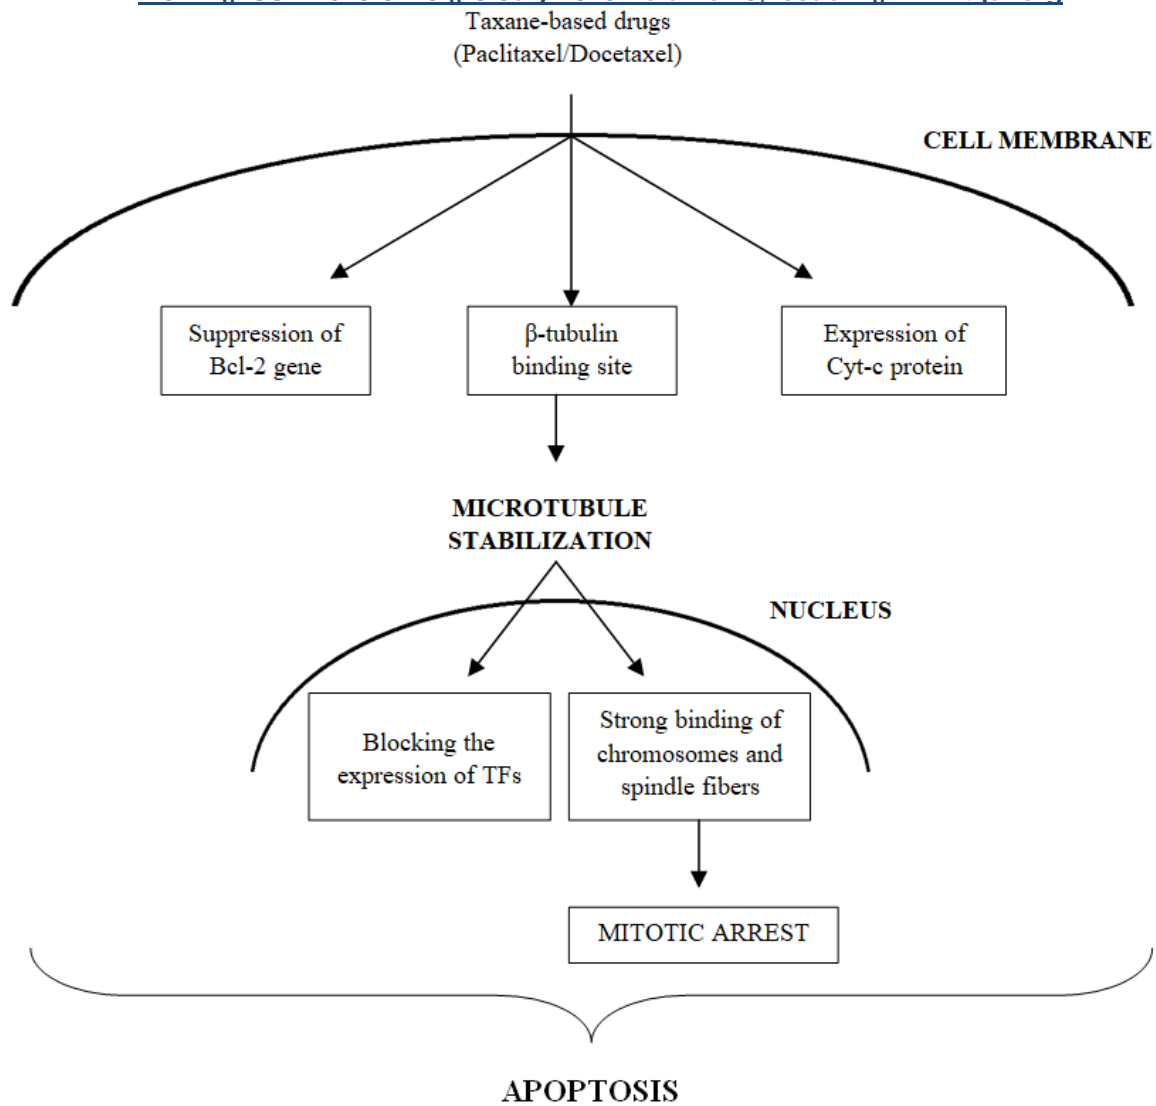 Taxane-based drugs
(Paclitaxel/Docetaxel)
CELL MEMBRANE
Suppression of
Bcl-2 gene
β-tubulin
binding site
Expression of
Cyt-c protein
MICROTUBULE
STABILIZATION
NUCLEUS
Blocking the
expression of TFs
Strong binding of
chromosomes and
spindle fibers
MITOTIC ARREST
APOPTOSIS